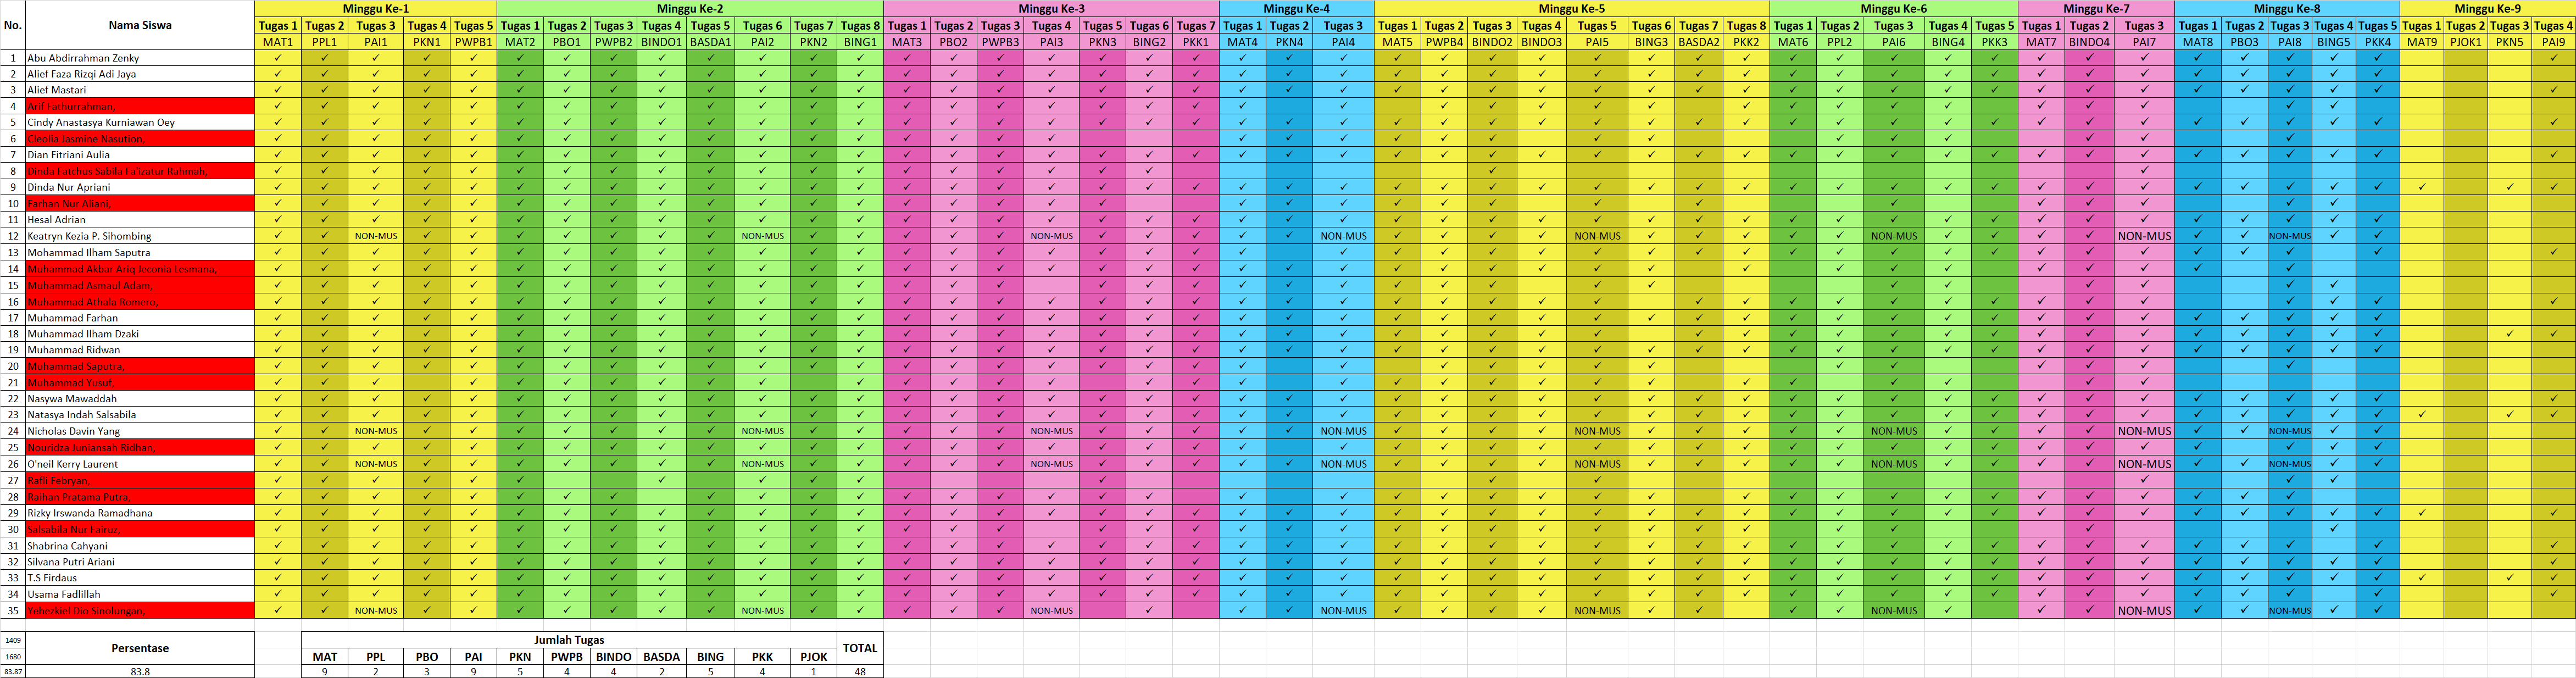 No. Nama Siswa Minggu Ke-1 Minggu Ke-2 Minggu Ke-3 Minggu Ke-4 Minggu Ke-5 Minggu Ke-6 Minggu Ke-7 Minggu Ke-8 Minggu Ke-9
Tugas 1 Tugas 2 Tugas 3 Tugas 4 Tugas 5 Tugas 1 Tugas 2 Tugas 3 Tugas 4 Tugas 5 Tugas 6 Tugas 7 Tugas 8 Tugas 1 Tugas 2 Tugas 3 Tugas 4 Tugas 5 Tugas 6 Tugas 7 Tugas 1 Tugas 2 Tugas 3 Tugas 1 Tugas 2 Tugas 3 Tugas 4 Tugas 5 Tugas 6 Tugas 7 Tugas 8 Tugas 1 Tugas 2 Tugas 3 Tugas 4 Tugas 5 Tugas 1 Tugas 2 Tugas 3 Tugas 1 Tugas 2 Tugas 3 Tugas 4 Tugas 5 Tugas 1 Tugas 2 Tugas 3 Tugas 4
MAT1 PPL1 PAI1 PKN1 PWPB1 MAT2 PBO1 PWPB2 BINDO1 BASDA1 PAI2 PKN2 BING1 MAT3 PBO2 PWPB3 PAI3 PKN3 BING2 PKK1 MAT4 PKN4 PAI4 MAT5 PWPB4 BINDO2 BINDO3 PAI5 BING3 BASDA2 PKK2 MAT6 PPL2 PAI6 BING4 PKK3 MAT7 BINDO4 PAI7 MAT8 PBO3 PAI8 BING5 PKK4 MAT9 PJOK1 PKN5 PAI9
1 Abu Abdirrahman Zenky
2 Alief Faza Rizqi Adi Jaya
3 Alief Mastari
4 Arif Fathurrahman,
5 Cindy Anastasya Kurniawan Oey
6 Cleolia Jasmine Nasution,
7 Dian Fitriani Aulia
8 Dinda Fatchus Sabila Fa'izatur Rahmah,
9 Dinda Nur Apriani
10 Farhan Nur Aliani,
11 Hesal Adrian
12 Keatryn Kezia P. Sihombing NON-MUS NON-MUS NON-MUS NON-MUS NON-MUS NON-MUS NON-MUS NON-MUS
13 Mohammad Ilham Saputra
14 Muhammad Akbar Ariq Jeconia Lesmana,
15 Muhammad Asmaul Adam,
16 Muhammad Athala Romero,
17 Muhammad Farhan
18 Muhammad Ilham Dzaki
19 Muhammad Ridwan
20 Muhammad Saputra,
21 Muhammad Yusuf,
22 Nasywa Mawaddah
23 Natasya Indah Salsabila
24 Nicholas Davin Yang NON-MUS NON-MUS NON-MUS NON-MUS NON-MUS NON-MUS NON-MUS NON-MUS
25 Nouridza Juniansah Ridhan,
26 O'neil Kerry Laurent NON-MUS NON-MUS NON-MUS NON-MUS NON-MUS NON-MUS NON-MUS NON-MUS
27 Rafli Febryan,
28 Raihan Pratama Putra,
29 Rizky Irswanda Ramadhana
30 Salsabila Nur Fairuz,
31 Shabrina Cahyani
32 Silvana Putri Ariani
33 T.S Firdaus
34 Usama Fadlillah
35 Yehezkiel Dio Sinolungan, NON-MUS NON-MUS NON-MUS NON-MUS NON-MUS NON-MUS NON-MUS NON-MUS
1409 Persentase Jumlah Tugas TOTAL
1680 MAT PPL PBO PAI PKN PWPB BINDO BASDA BING PKK PJOK
83.87 83.8 9 2 3 9 5 4 4 2 5 4 1 48